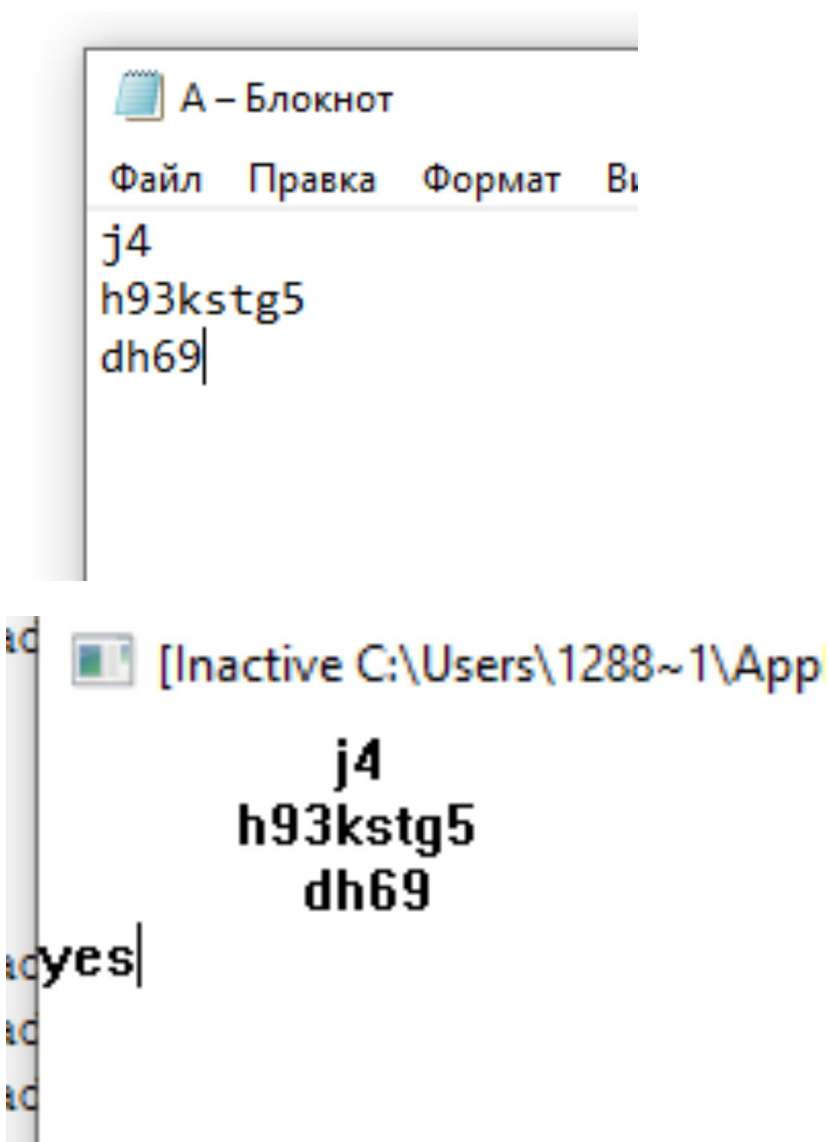 A – Блокнот
Файл Правка Формат
j4
h93kstg5
dh69
[Inactive C:\Users\1288~1\App
j4
h93kstg5
dh69
yes